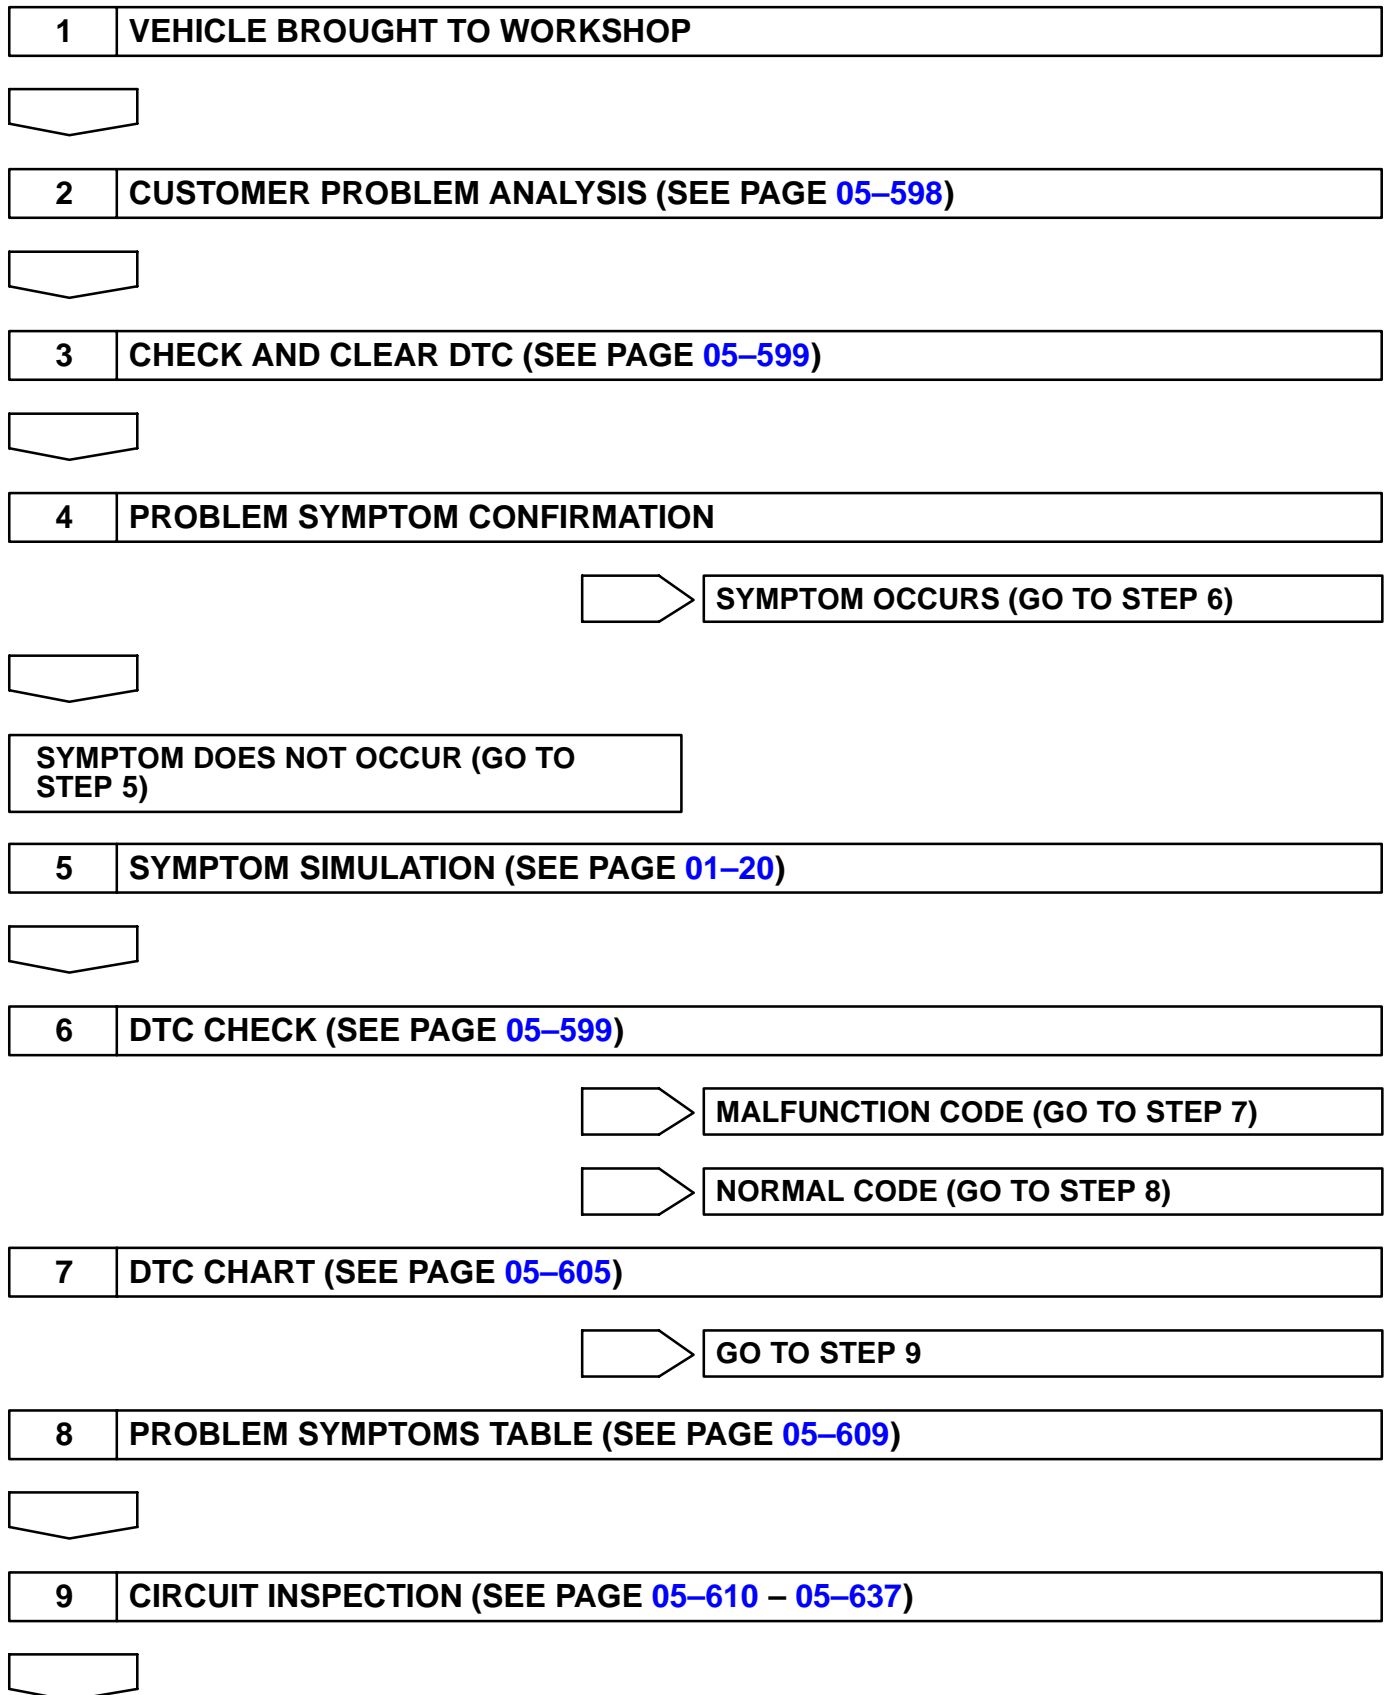 1 VEHICLE BROUGHT TO WORKSHOP
2 CUSTOMER PROBLEM ANALYSIS (SEE PAGE 05–598)
3 CHECK AND CLEAR DTC (SEE PAGE 05–599)
4 PROBLEM SYMPTOM CONFIRMATION
SYMPTOM OCCURS (GO TO STEP 6)
SYMPTOM DOES NOT OCCUR (GO TO
STEP 5)
5 SYMPTOM SIMULATION (SEE PAGE 01–20)
6 DTC CHECK (SEE PAGE 05–599)
MALFUNCTION CODE (GO TO STEP 7)
NORMAL CODE (GO TO STEP 8)
7 DTC CHART (SEE PAGE 05–605)
GO TO STEP 9
8 PROBLEM SYMPTOMS TABLE (SEE PAGE 05–609)
9 CIRCUIT INSPECTION (SEE PAGE 05–610 – 05–637)